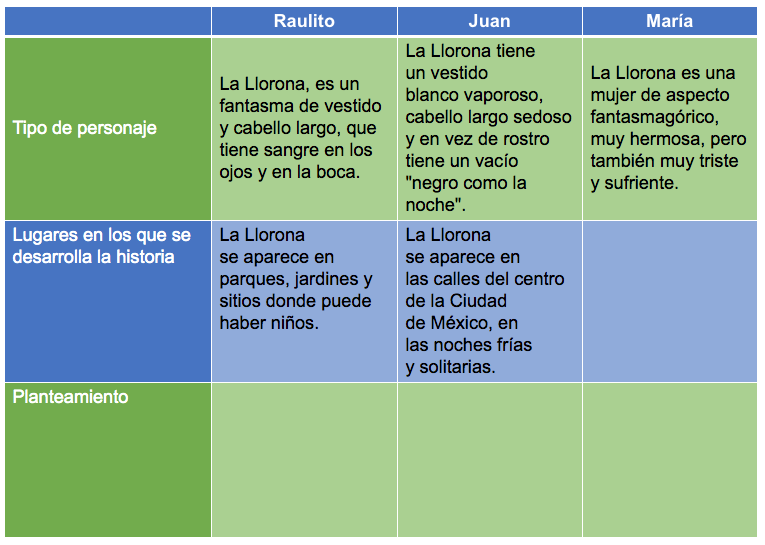 Raulito
Juan
María
Tipo de personaje
La Llorona, es un
fantasma de vestido
y cabello largo, que
tiene sangre en los
ojos y en la boca.
La Llorona tiene
un vestido
blanco vaporoso,
cabello largo sedoso
y en vez de rostro
tiene un vacío
"negro como la
noche".
La Llorona es una
mujer de aspecto
fantasmagórico,
muy hermosa, pero
también muy triste
y sufriente.
Lugares en los que se
desarrolla la historia
La Llorona
se aparece en
parques, jardines y
sitios donde puede
haber niños.
La Llorona
se aparece en
las calles del centro
de la Ciudad
de México, en
las noches frías
y solitarias.
Planteamiento